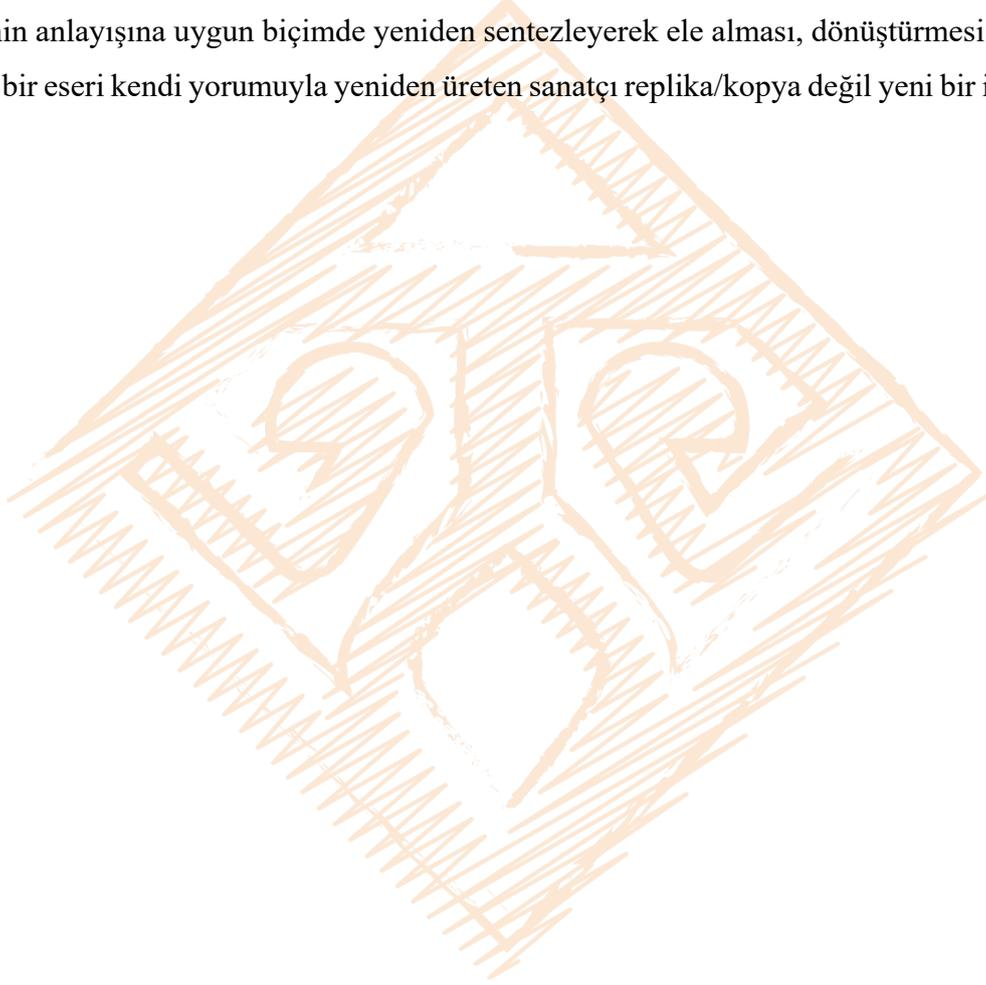 anlayışına uygun biçimde yeniden sentezleyerek ele alması, dönüştürmesi
bir eseri kendi yorumuyla yeniden üreten sanatçı replika/kopya değil yeni bir